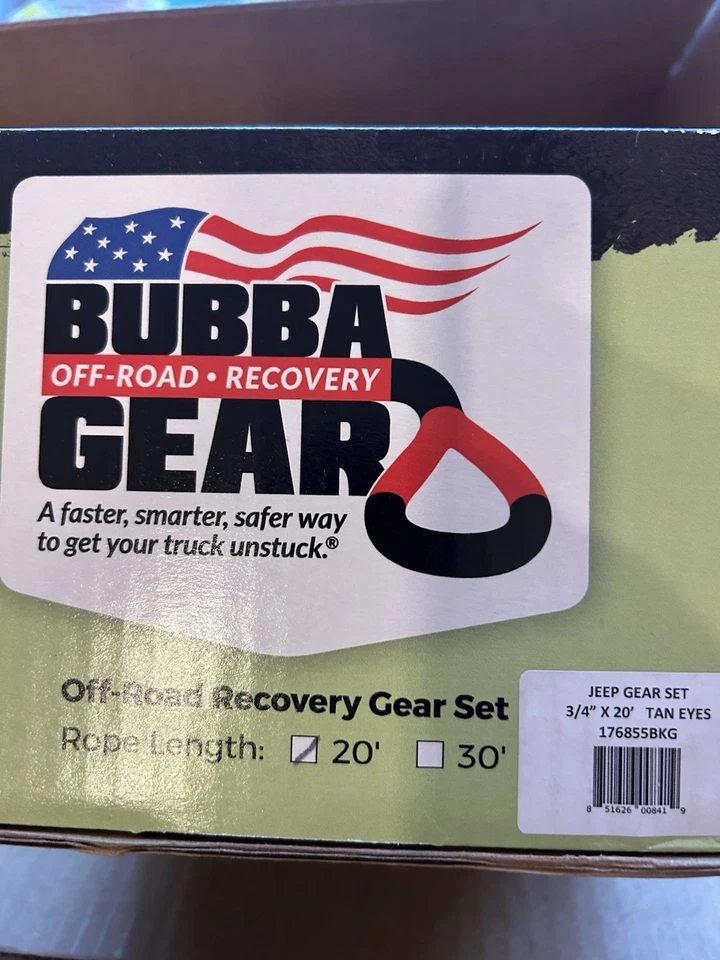 BUBBA
OFF-ROAD • RECOVERY
GEAR
A faster, smarter, safer way
to get your truck unstuck.®
Off-Road Recovery Gear Set
Rope Length: 20' 30'
JEEP GEAR SET
3/4" X 20' TAN EYES
176855BKG
8 51626 00841 9